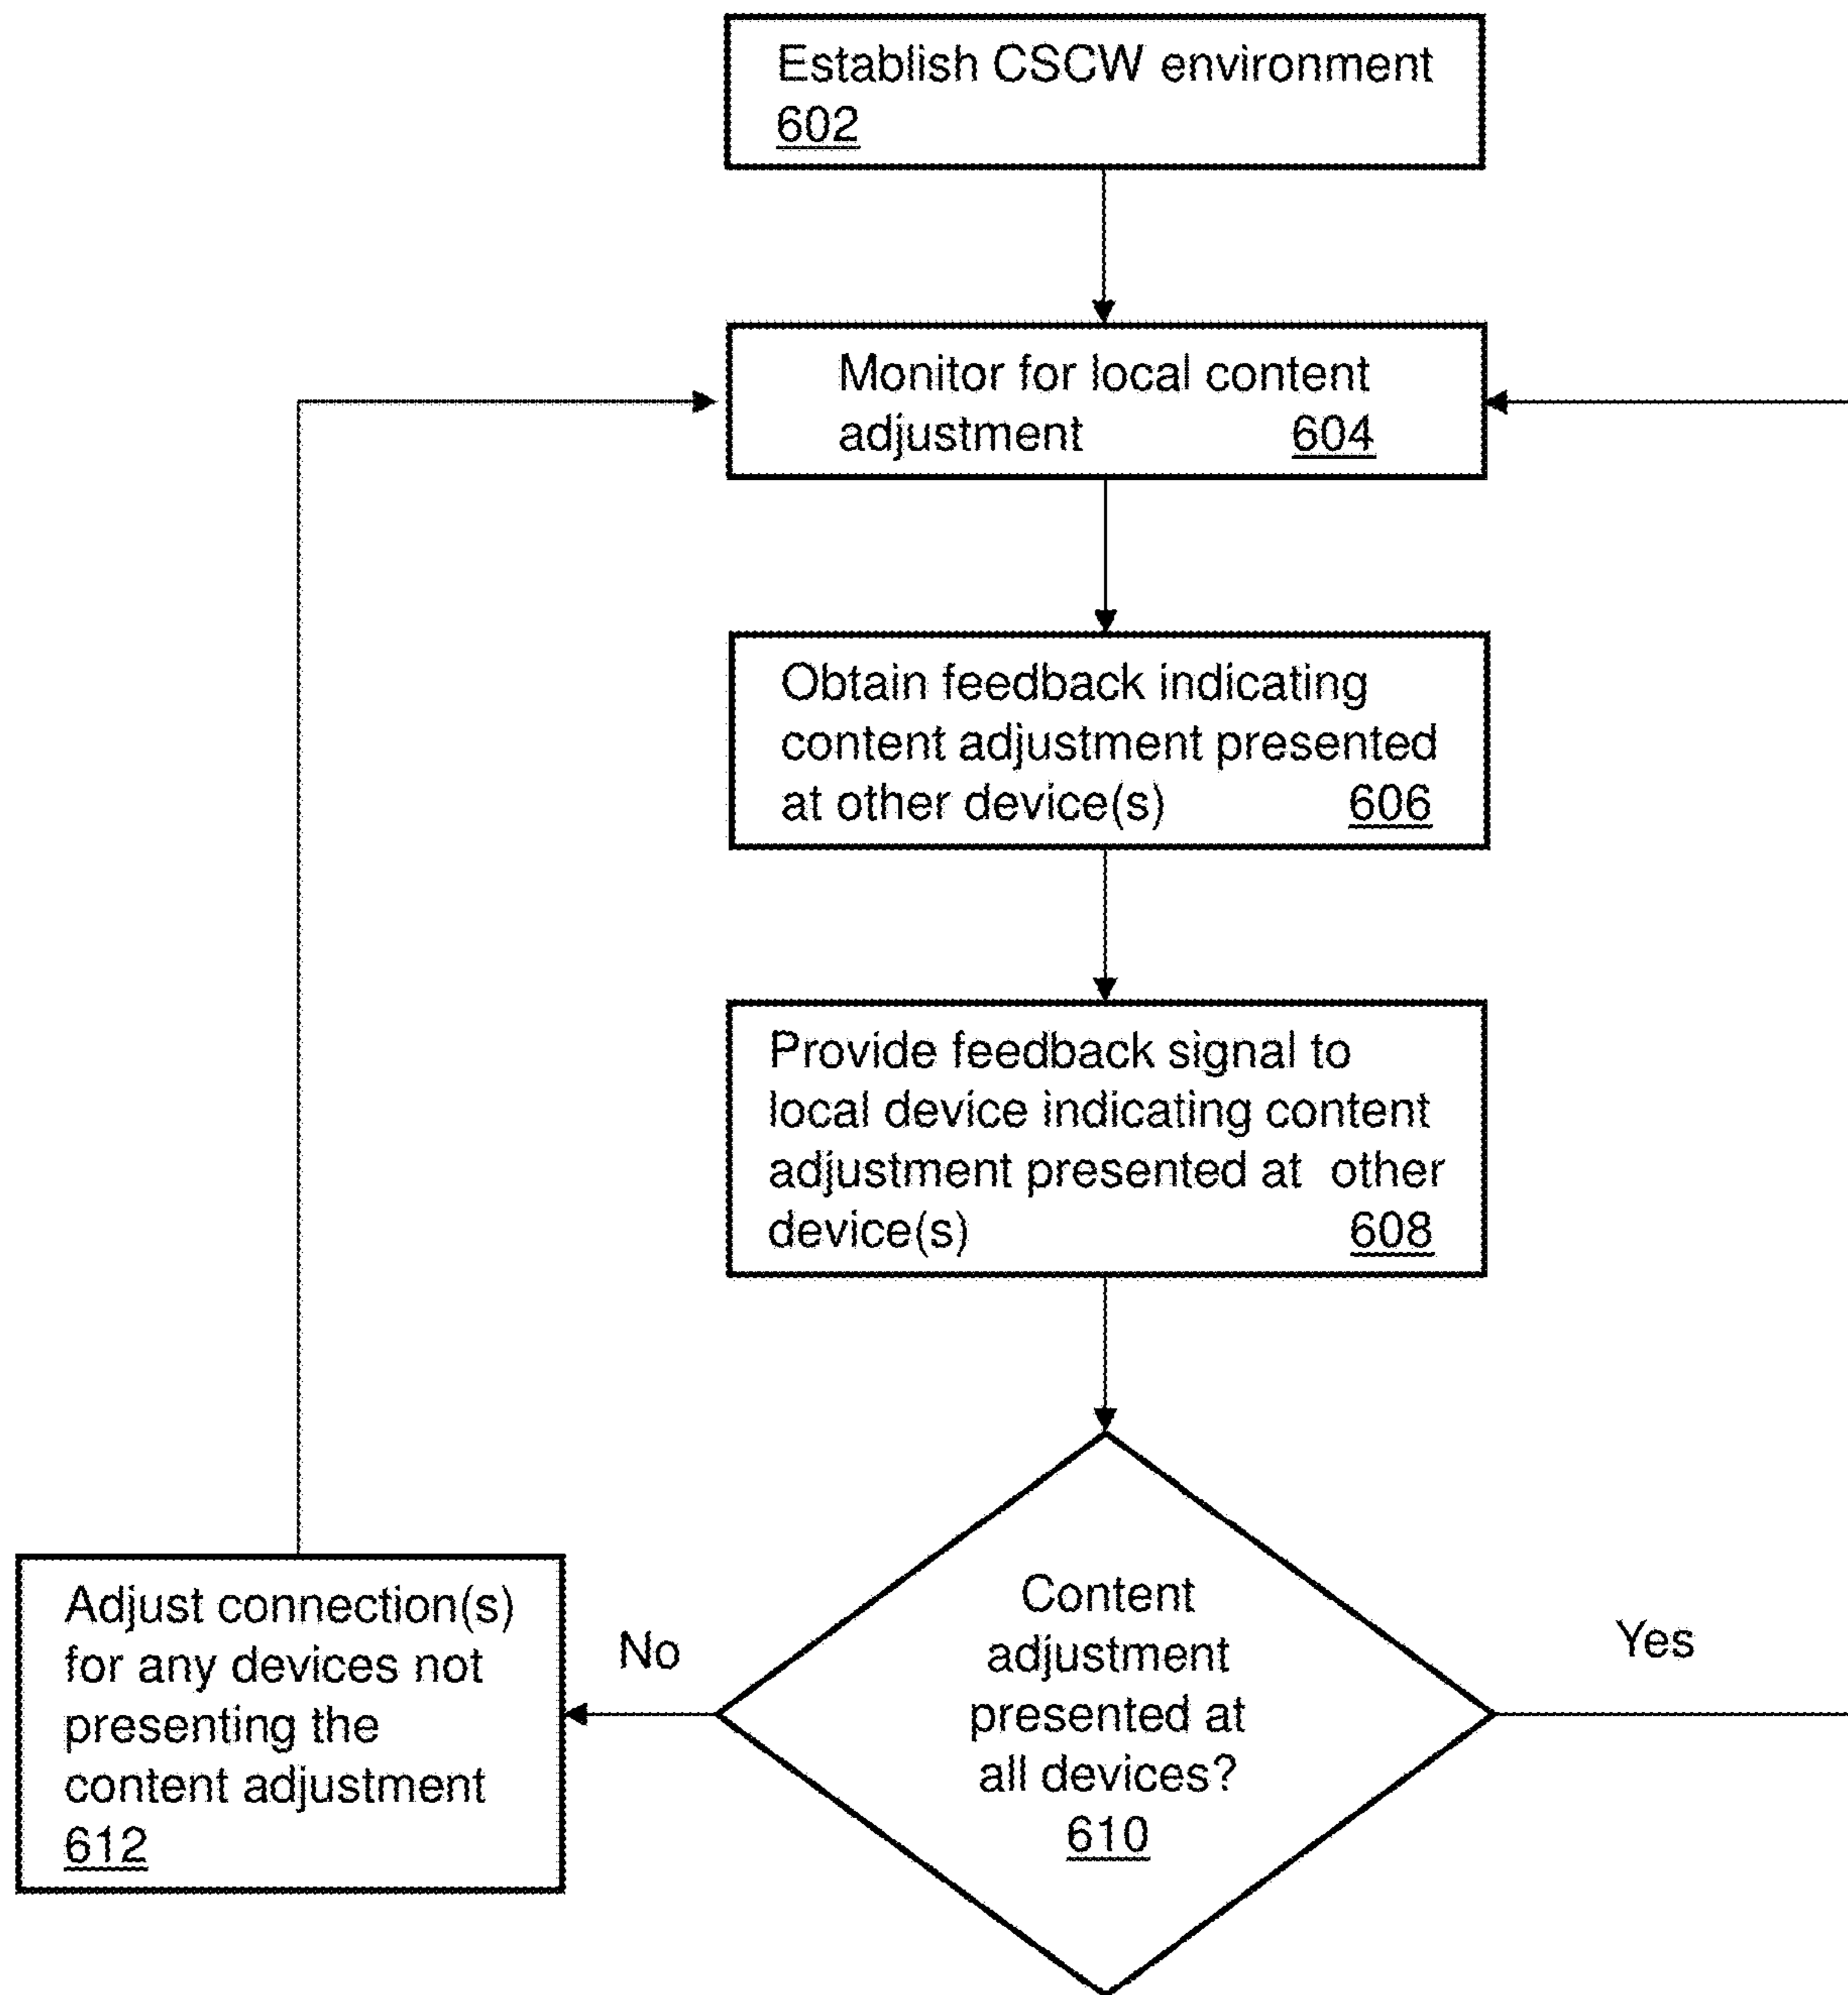 Establish CSCW environment
602
Monitor for local content
adjustment 604
Obtain feedback indicating
content adjustment presented
at other device(s) 606
Provide feedback signal to
local device indicating content
adjustment presented at other
device(s) 608
Content
adjustment
presented at
all devices?
610
No
Yes
Adjust connection(s)
for any devices not
presenting the
content adjustment
612